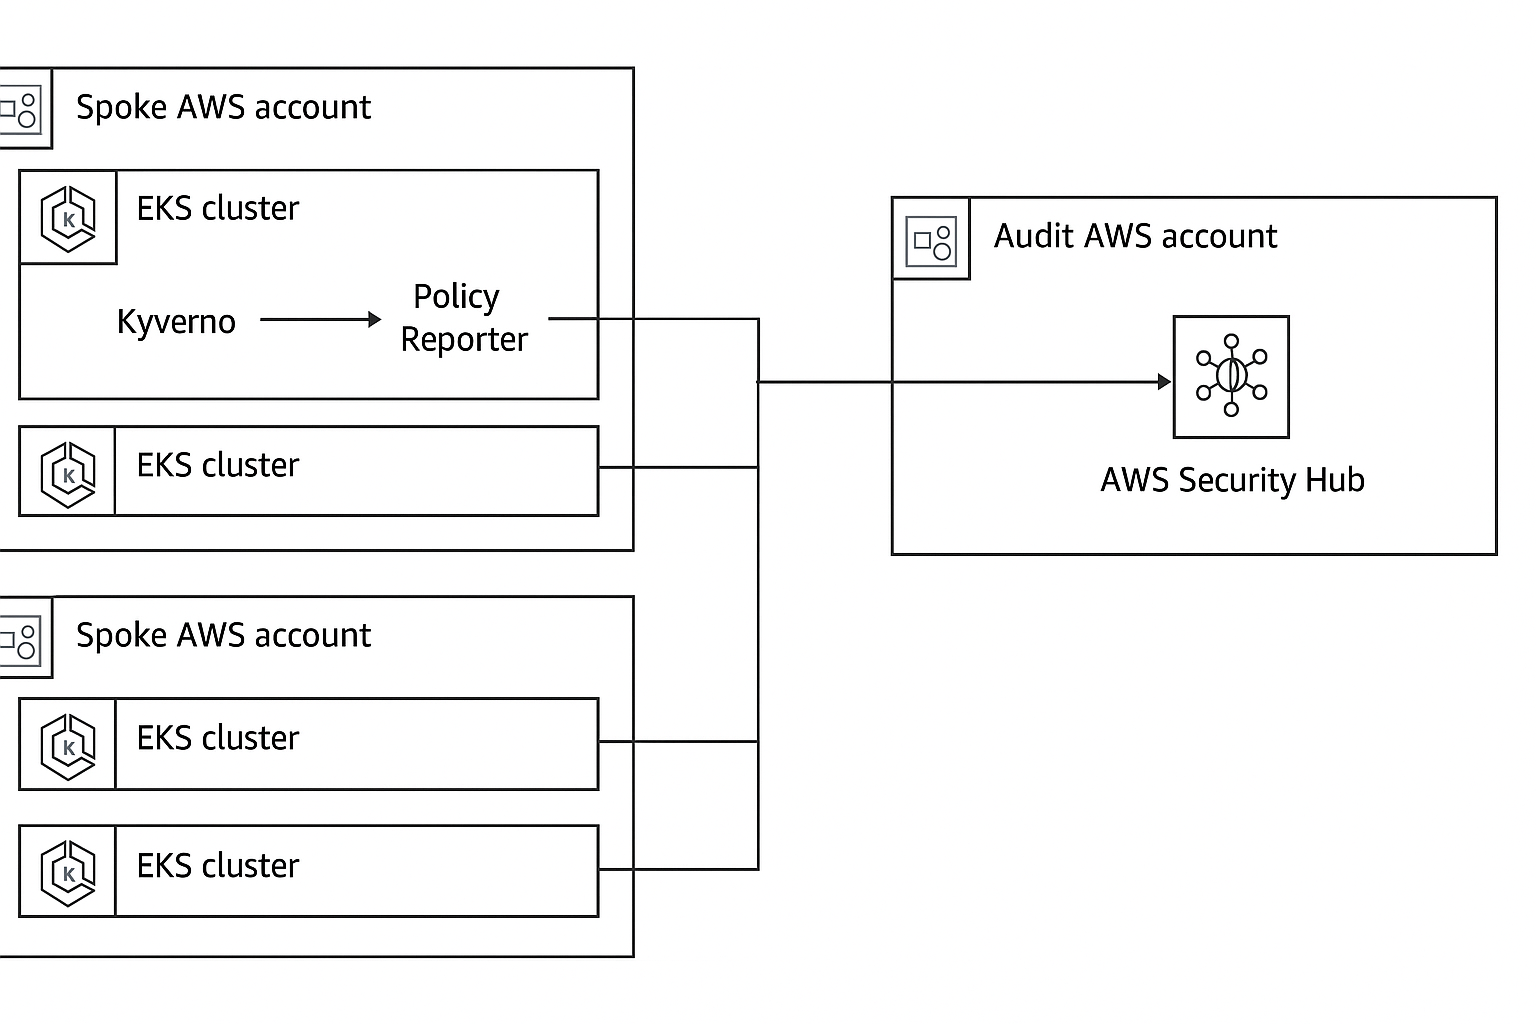 Spoke AWS account
K
EKS cluster
Kyverno
Policy
Reporter
K
EKS cluster
Spoke AWS account
K
EKS cluster
K
EKS cluster
Audit AWS account
AWS Security Hub